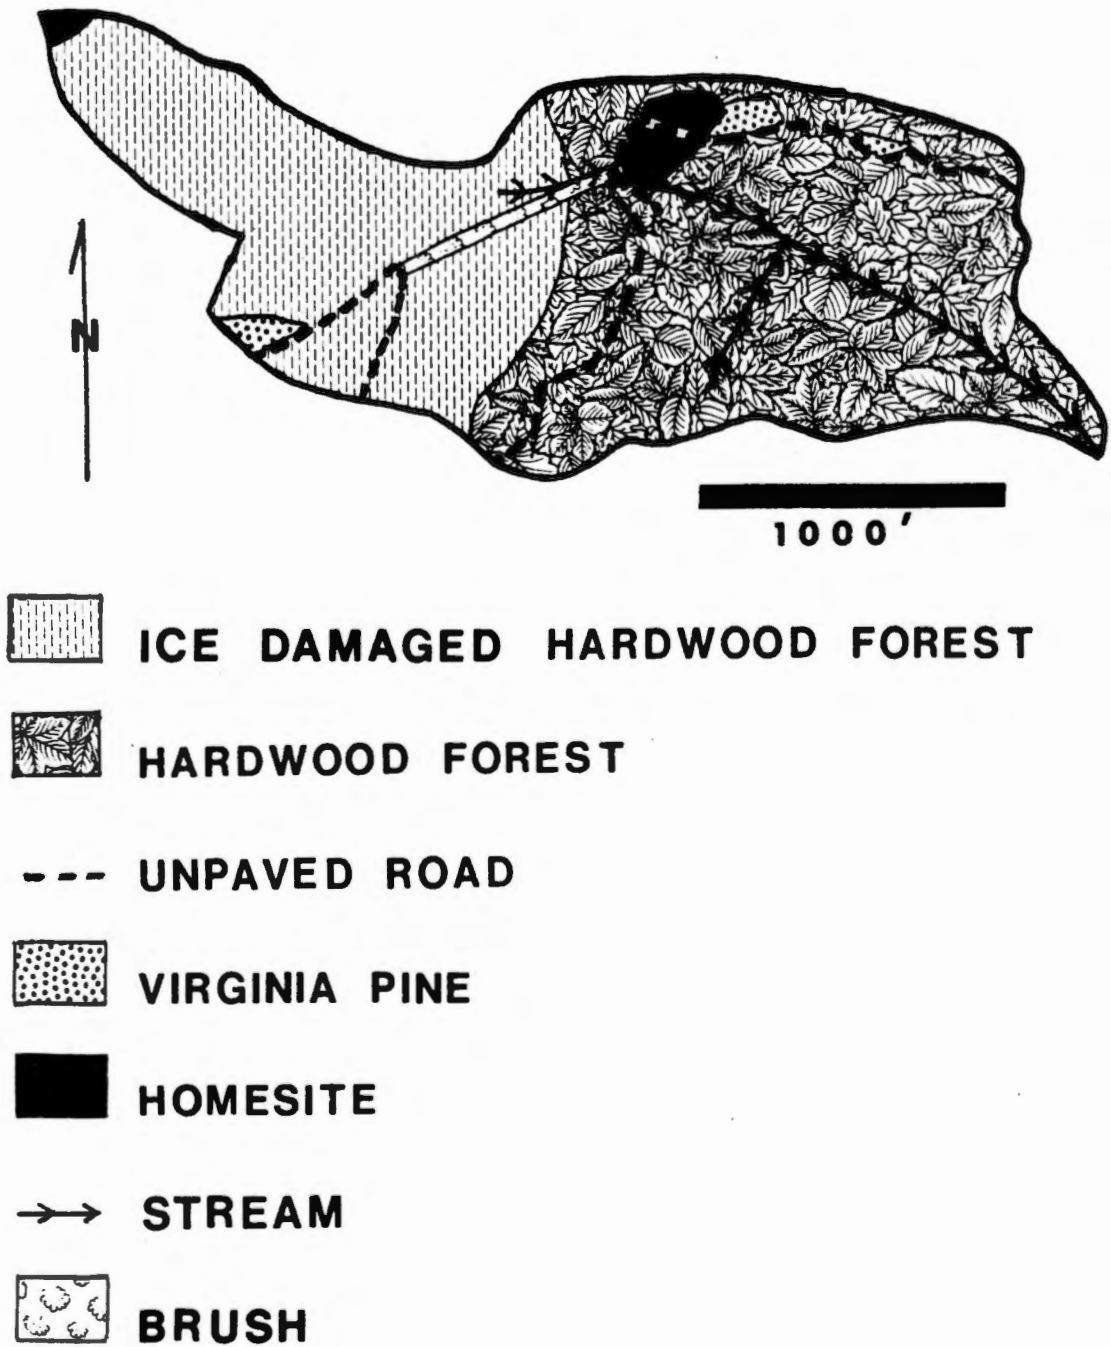 N
1000'
ICE DAMAGED HARDWOOD FOREST
HARDWOOD FOREST
UNPAVED ROAD
VIRGINIA PINE
HOMESITE
STREAM
BRUSH